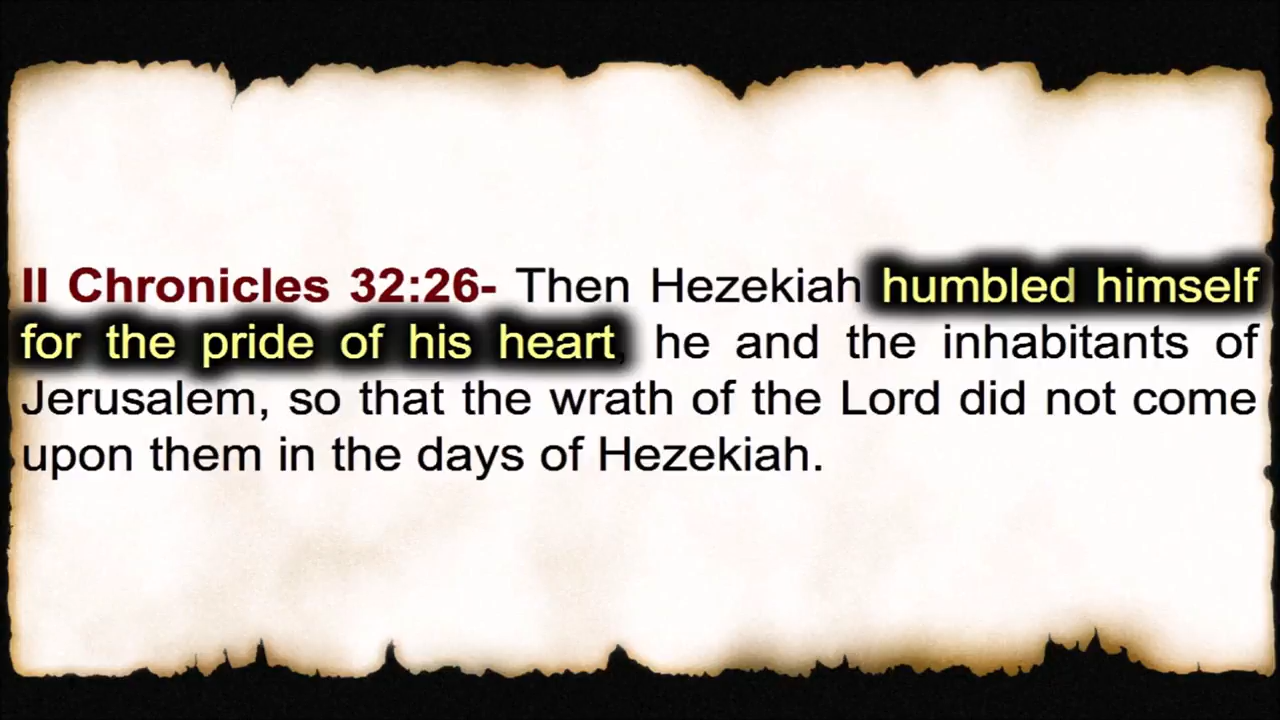 II Chronicles 32:26- Then Hezekiah humbled himself
for the pride of his heart, he and the inhabitants of
Jerusalem, so that the wrath of the Lord did not come
upon them in the days of Hezekiah.